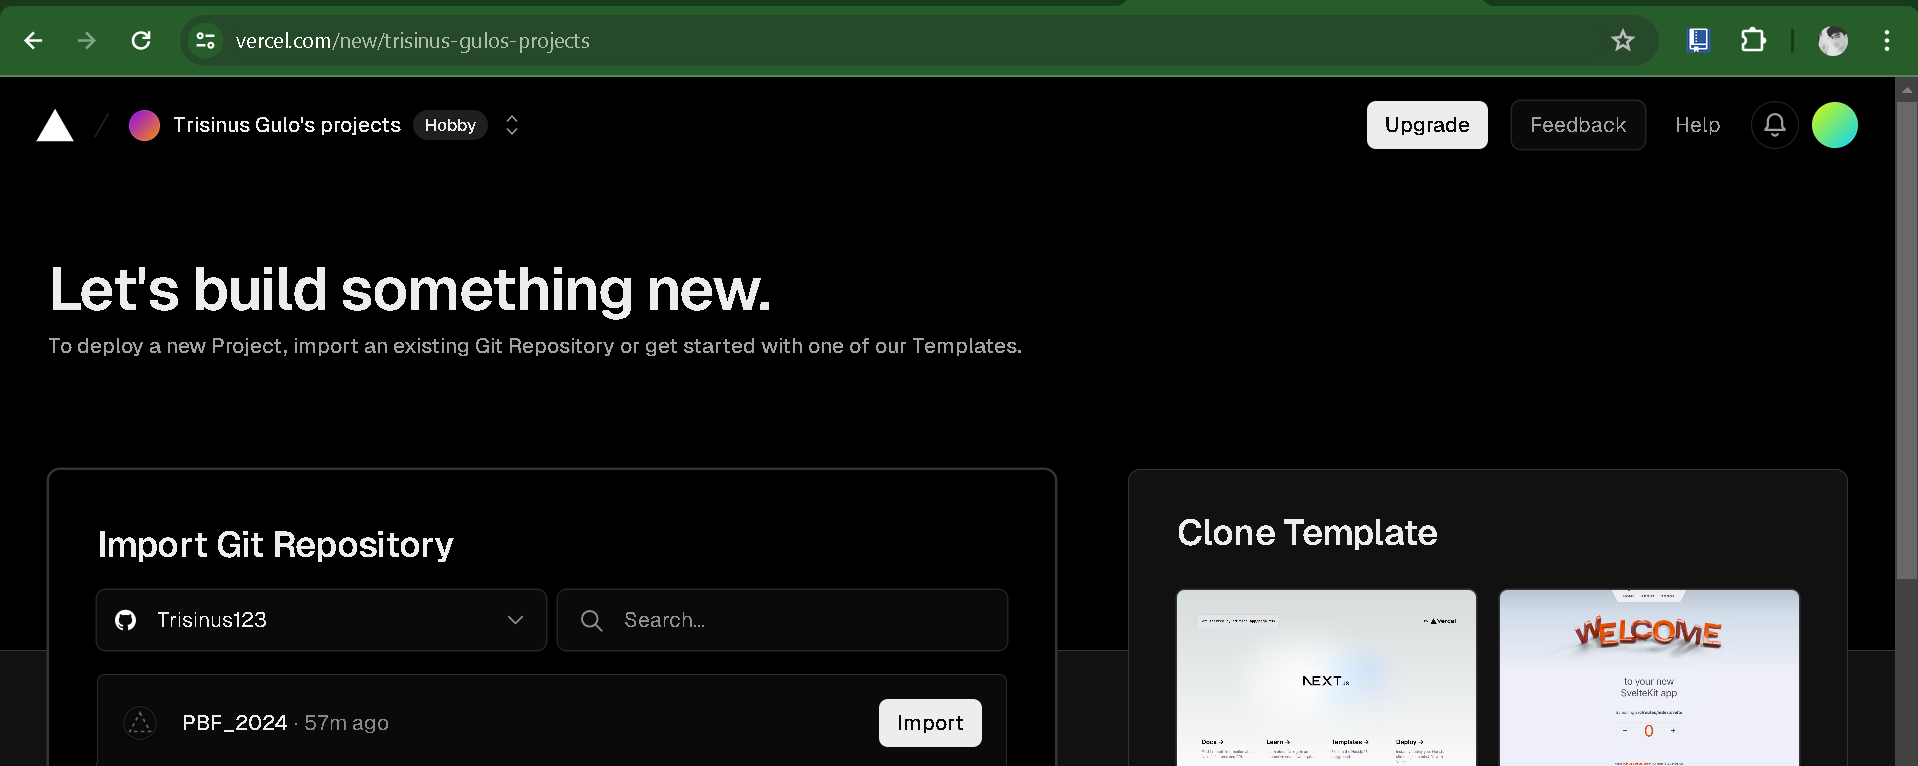 vercel.com/new/trisinus-gulos-projects
Trisinus Gulo's projects Hobby
Upgrade Feedback Help
Let's build something new.
To deploy a new Project, import an existing Git Repository or get started with one of our Templates.
Import Git Repository
Trisinus123 Search...
PBF_2024 · 57m ago Import
Clone Template
Vercel
NEXT.JS
Docs → Learn → Templates → Deploy →
WELCOME
to your new
SvelteKit app
- 0 +